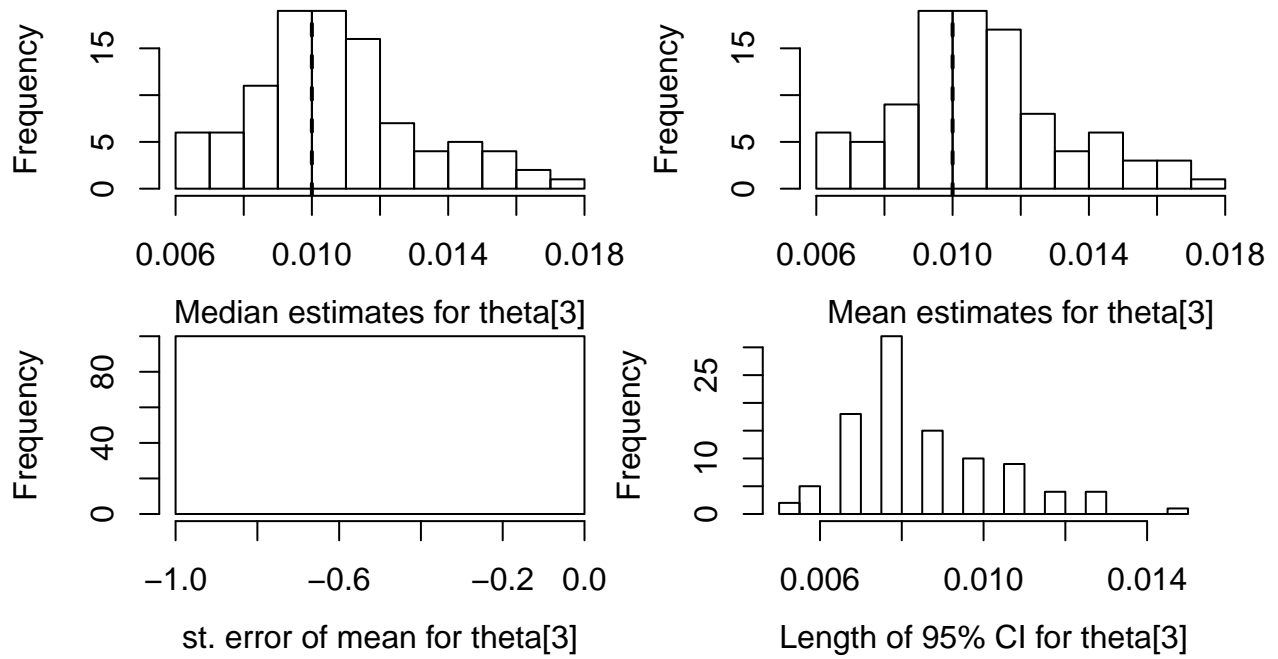 Frequency
0
5
15
0.006 0.010 0.014 0.018
Median estimates for theta[3]
Frequency
0
5
15
0.006 0.010 0.014 0.018
Mean estimates for theta[3]
Frequency
0
40
80
−1.0 −0.6 −0.2 0.0
st. error of mean for theta[3]
Frequency
0
10
25
0.006 0.010 0.014
Length of 95% CI for theta[3]